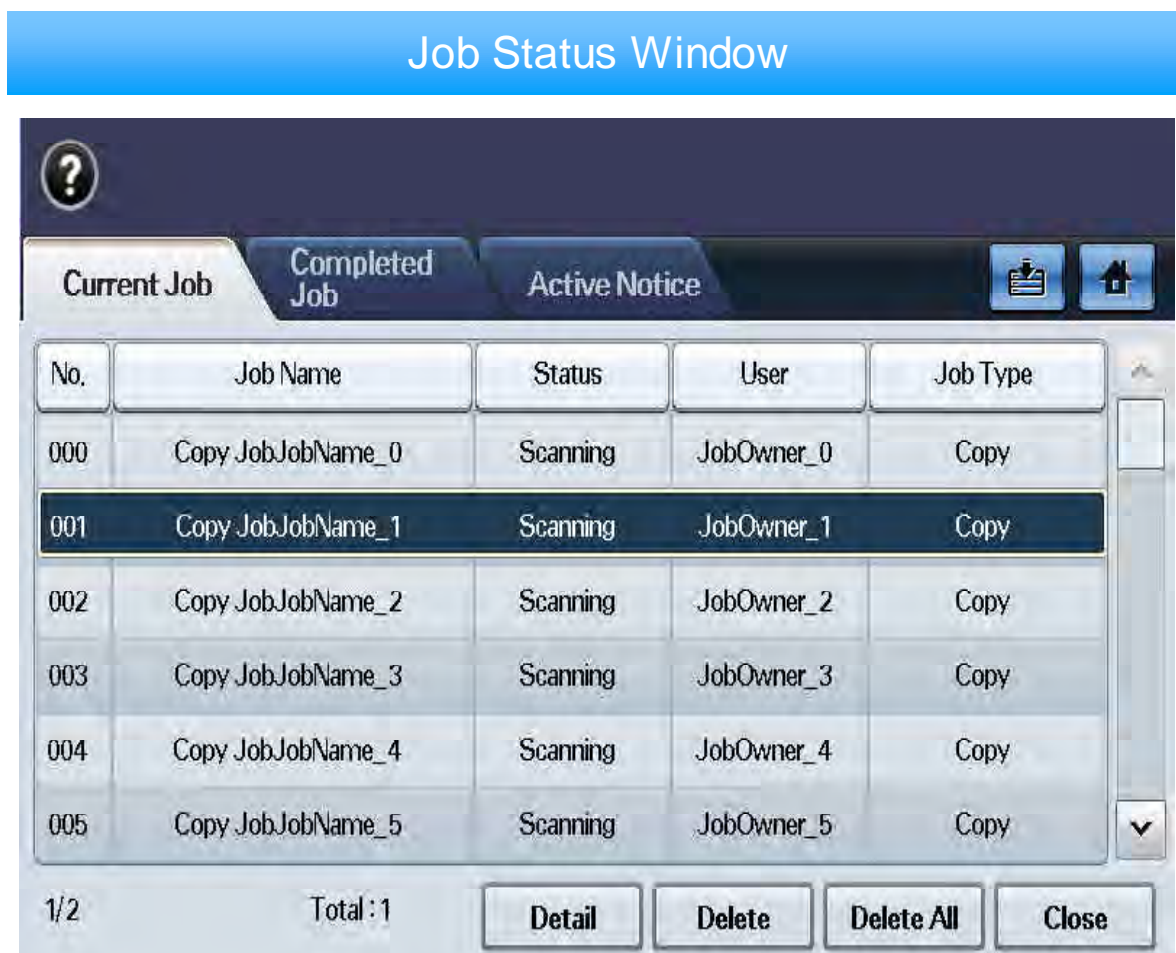 Job Status Window
?
Current Job
Completed
Job
Active Notice
No. Job Name Status User Job Type
000 Copy JobJobName_0 Scanning JobOwner_0 Copy
001 Copy JobJobName_1 Scanning JobOwner_1 Copy
002 Copy JobJobName_2 Scanning JobOwner_2 Copy
003 Copy JobJobName_3 Scanning JobOwner_3 Copy
004 Copy JobJobName_4 Scanning JobOwner_4 Copy
005 Copy JobJobName_5 Scanning JobOwner_5 Copy
1/2 Total : 1 Detail Delete Delete All Close